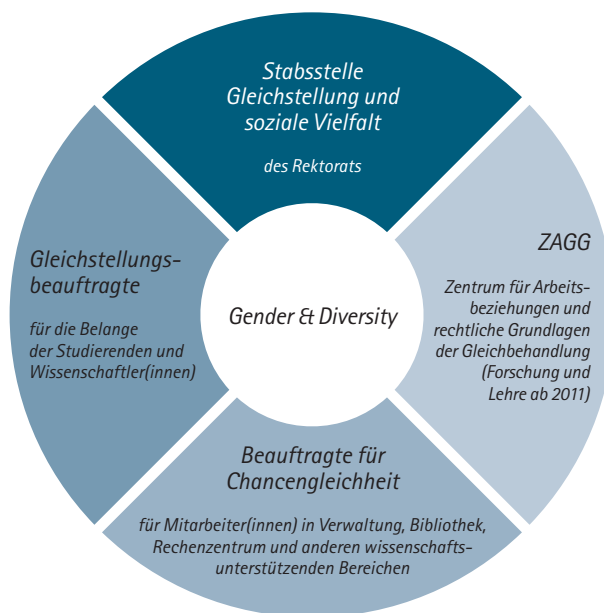 Stabsstelle
Gleichstellung und
soziale Vielfalt
des Rektorats
Gleichstellungs-
beauftragte
für die Belange
der Studierenden und
Wissenschaftler(innen)
Gender & Diversity
ZAGG
Zentrum für Arbeits-
beziehungen und
rechtliche Grundlagen
der Gleichbehandlung
(Forschung und
Lehre ab 2011)
Beauftragte für
Chancengleichheit
für Mitarbeiter(innen) in Verwaltung, Bibliothek,
Rechenzentrum und anderen wissenschafts-
unterstützenden Bereichen